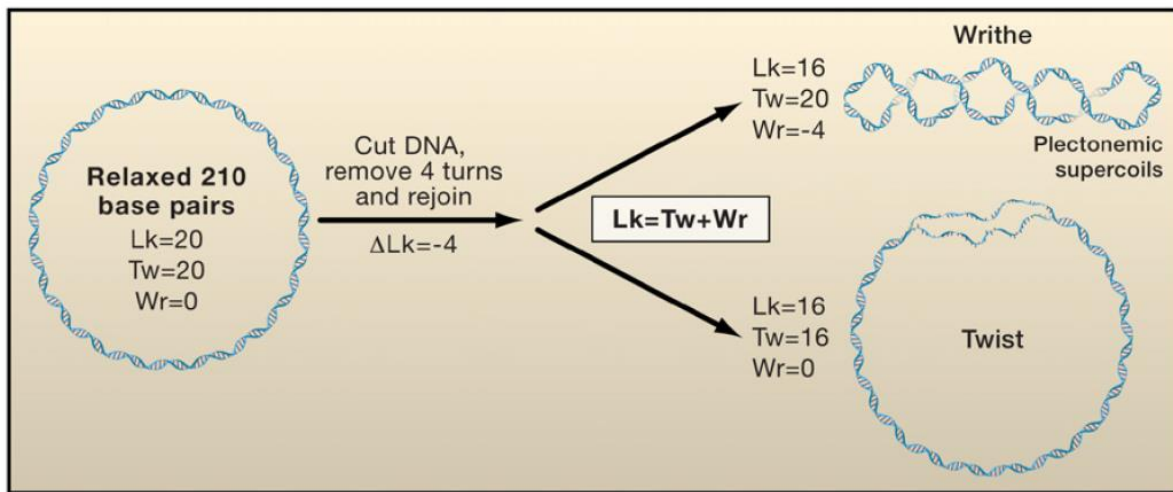 Relaxed 210
base pairs
Lk=20
Tw=20
Wr=0
Cut DNA,
remove 4 turns
and rejoin
ΔLk=-4
Lk=Tw+Wr
Writhe
Lk=16
Tw=20
Wr=-4
Plectonemic
supercoils
Lk=16
Tw=16
Wr=0
Twist